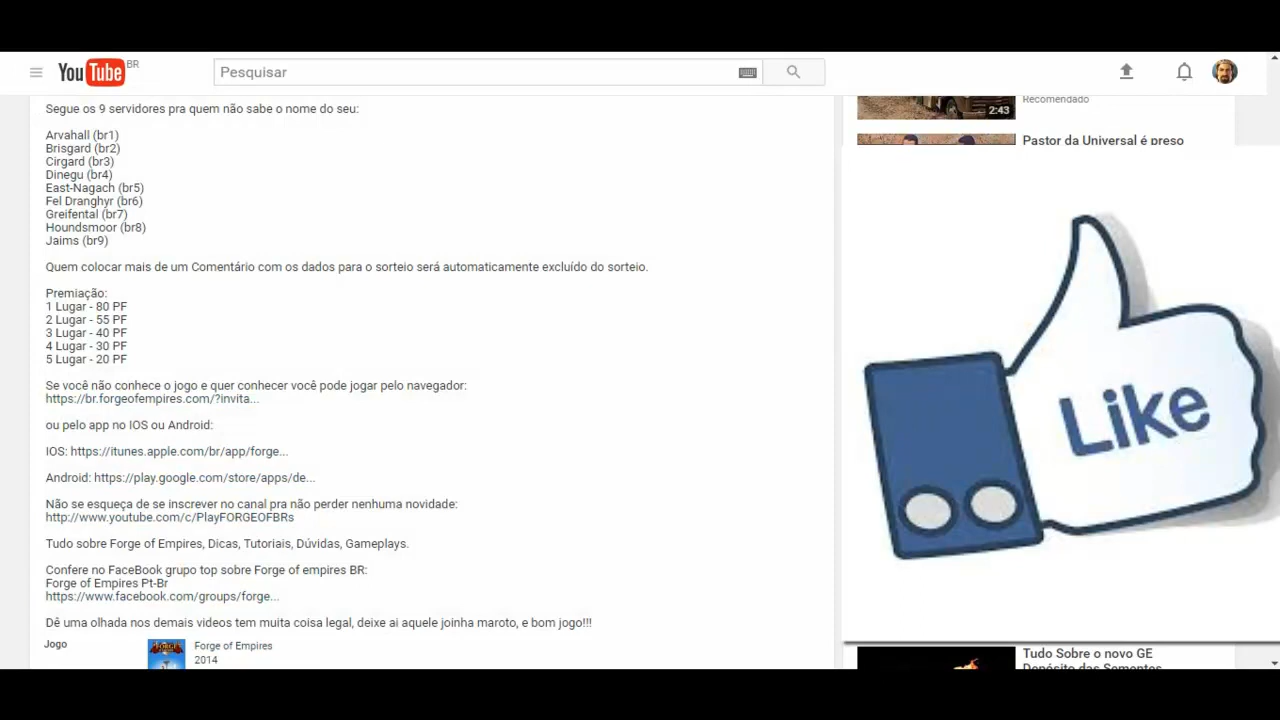 YouTube BR
Pesquisar
Segue os 9 servidores pra quem não sabe o nome do seu:
Arvahall (br1)
Brisgard (br2)
Cirgard (br3)
Dinegu (br4)
East-Nagach (br5)
Fel Dranghyr (br6)
Greifental (br7)
Houndsmoor (br8)
Jaims (br9)
Quem colocar mais de um Comentário com os dados para o sorteio será automaticamente excluído do sorteio.
Premiação:
1 Lugar - 80 PF
2 Lugar - 55 PF
3 Lugar - 40 PF
4 Lugar - 30 PF
5 Lugar - 20 PF
Se você não conhece o jogo e quer conhecer você pode jogar pelo navegador:
https://br.forgeofempires.com/?invita...
ou pelo app no IOS ou Android:
IOS: https://itunes.apple.com/br/app/forge...
Android: https://play.google.com/store/apps/de...
Não se esqueça de se inscrever no canal pra não perder nenhuma novidade:
http://www.youtube.com/c/PlayFORGEOFBRs
Tudo sobre Forge of Empires, Dicas, Tutoriais, Dúvidas, Gameplays.
Confere no FaceBook grupo top sobre Forge of empires BR:
Forge of Empires Pt-Br
https://www.facebook.com/groups/forge...
Dê uma olhada nos demais videos tem muita coisa legal, deixe ai aquele joinha maroto, e bom jogo!!!
Jogo
Forge of Empires
2014
Recomendado
2:43
Pastor da Universal é preso
Like
Tudo Sobre o novo GE
Depósito das Sementes